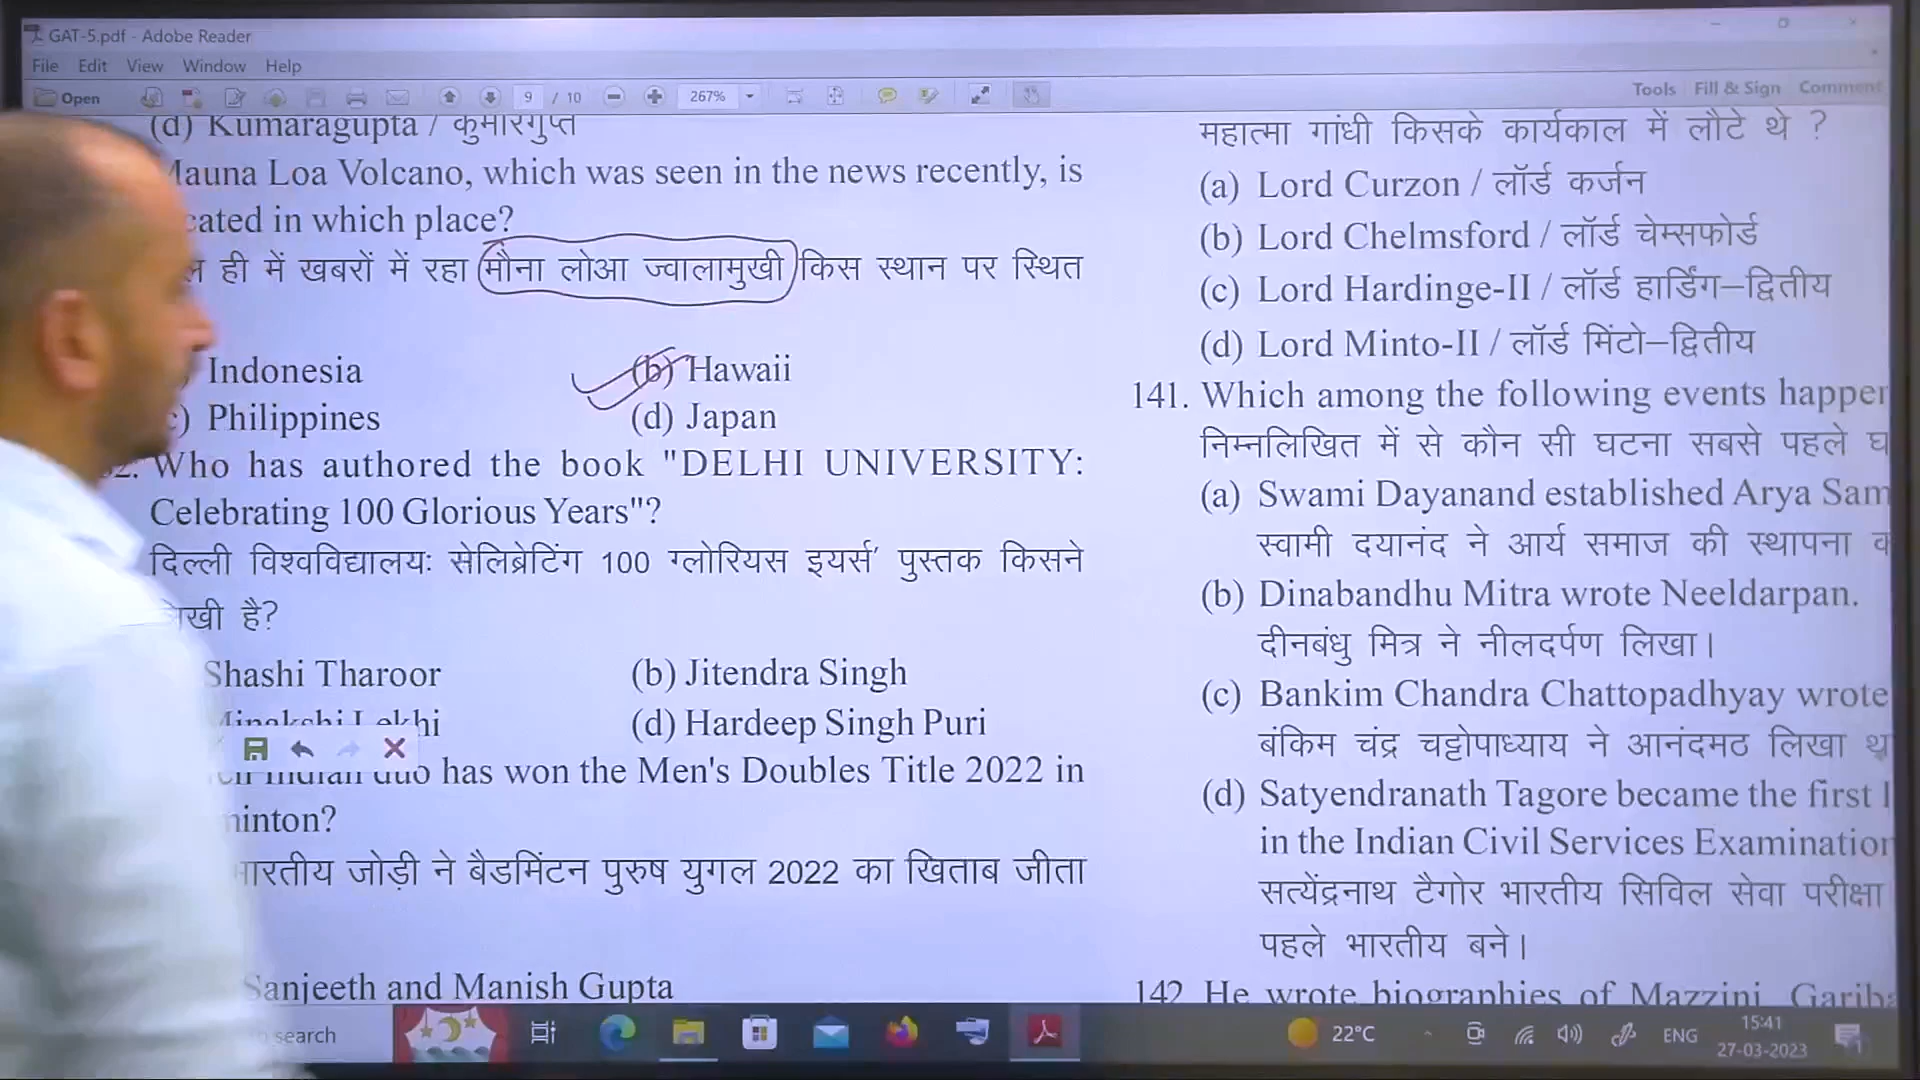 GAT-5.pdf - Adobe Reader
File Edit View Window Help
Open 9 / 10 267% Tools Fill & Sign Comment
(d) Kumaragupta / कुमारगुप्त
Mauna Loa Volcano, which was seen in the news recently, is
cated in which place?
ल ही में खबरों में रहा मौना लोआ ज्वालामुखी किस स्थान पर स्थित
Indonesia (b) Hawaii
c) Philippines (d) Japan
Who has authored the book "DELHI UNIVERSITY:
Celebrating 100 Glorious Years"?
दिल्ली विश्वविद्यालयः सेलिब्रेटिंग 100 ग्लोरियस इयर्स' पुस्तक किसने
खी है?
Shashi Tharoor (b) Jitendra Singh
Minakshi Lekhi (d) Hardeep Singh Puri
duo has won the Men's Doubles Title 2022 in
minton?
भारतीय जोड़ी ने बैडमिंटन पुरुष युगल 2022 का खिताब जीता
Sanjeeth and Manish Gupta
महात्मा गांधी किसके कार्यकाल में लौटे थे ?
(a) Lord Curzon / लॉर्ड कर्जन
(b) Lord Chelmsford / लॉर्ड चेम्सफोर्ड
(c) Lord Hardinge-II / लॉर्ड हार्डिंग–द्वितीय
(d) Lord Minto-II / लॉर्ड मिंटो–द्वितीय
141. Which among the following events happen
निम्नलिखित में से कौन सी घटना सबसे पहले घ
(a) Swami Dayanand established Arya Sam
स्वामी दयानंद ने आर्य समाज की स्थापना क
(b) Dinabandhu Mitra wrote Neeldarpan.
दीनबंधु मित्र ने नीलदर्पण लिखा।
(c) Bankim Chandra Chattopadhyay wrote
बंकिम चंद्र चट्टोपाध्याय ने आनंदमठ लिखा थ
(d) Satyendranath Tagore became the first I
in the Indian Civil Services Examination
सत्येंद्रनाथ टैगोर भारतीय सिविल सेवा परीक्षा
पहले भारतीय बने।
142 He wrote biographies of Mazzini, Gariba
search 22°C ENG 15:41
27-03-2023